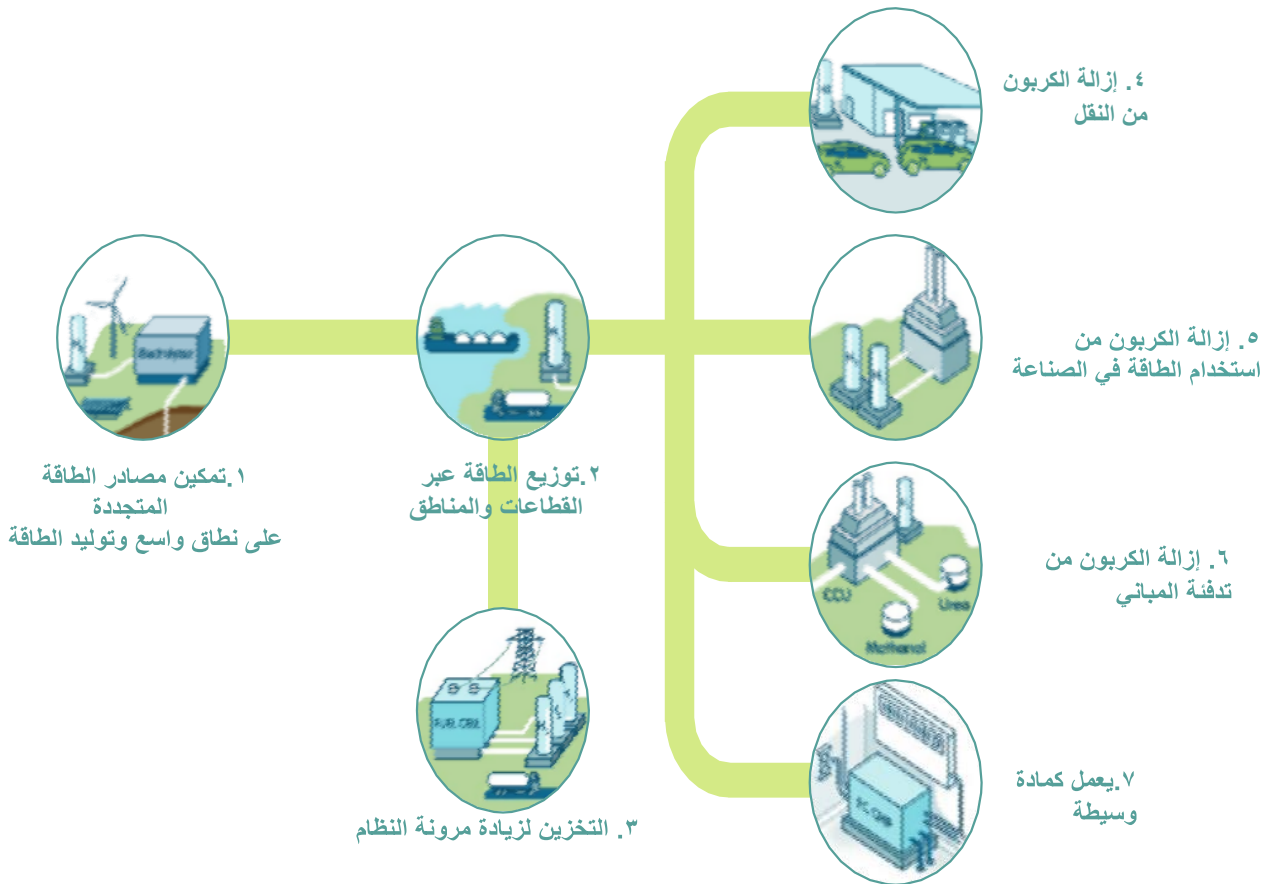 ١.تمكين مصادر الطاقة
المتجددة
على نطاق واسع وتوليد الطاقة
٢.توزيع الطاقة عبر
القطاعات والمناطق
٣. التخزين لزيادة مرونة النظام
FUEL CELL
٤. إزالة الكربون
من النقل
٥. إزالة الكربون من
استخدام الطاقة في الصناعة
٦. إزالة الكربون من
تدفئة المباني
Urea
Methanol
٧.يعمل كمادة
وسيطة